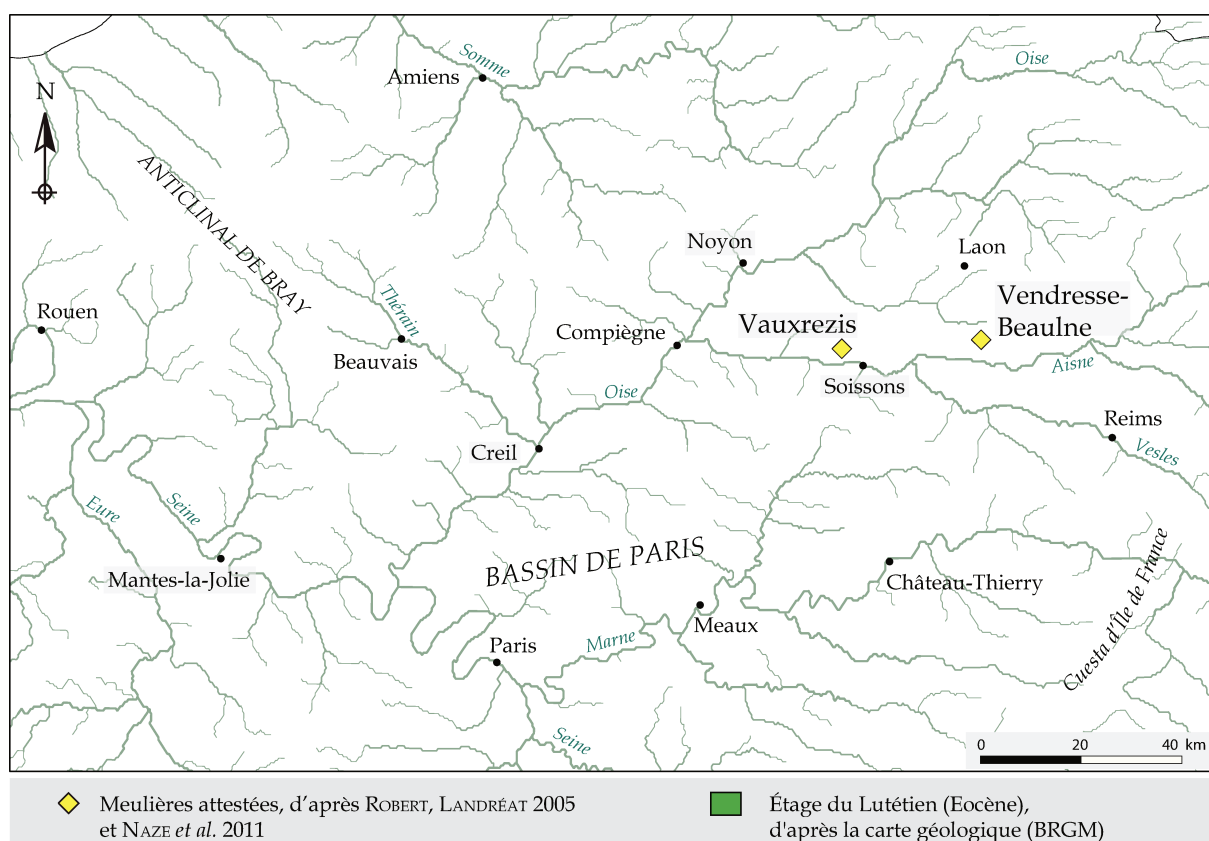 Somme
Amiens
Oise
N
ANTICLINAL DE BRAY
Noyon
Laon
Vendresse-
Beaulne
Thérain
Rouen
Compiègne
Vauxrezis
Beauvais
Soissons
Aisne
Oise
Reims
Creil
Vesles
Eure
Seine
BASSIN DE PARIS
Mantes-la-Jolie
Château-Thierry
Cuesta d'Île de France
Meaux
Marne
Paris
Seine
0 20 40 km
Meulières attestées, d'après ROBERT, LANDRÉAT 2005
et NAZE et al. 2011
Étage du Lutétien (Eocène),
d'après la carte géologique (BRGM)